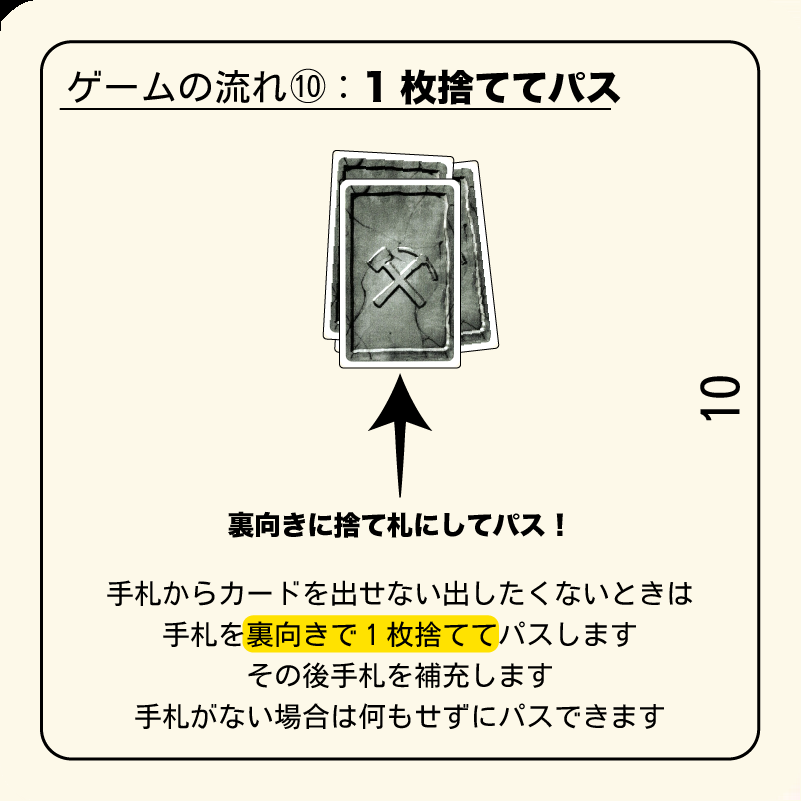 ゲームの流れ⑩：1枚捨ててパス
10
裏向きに捨て札にしてパス！
手札からカードを出せない出したくないときは
手札を裏向きで1枚捨ててパスします
その後手札を補充します
手札がない場合は何もせずにパスできます